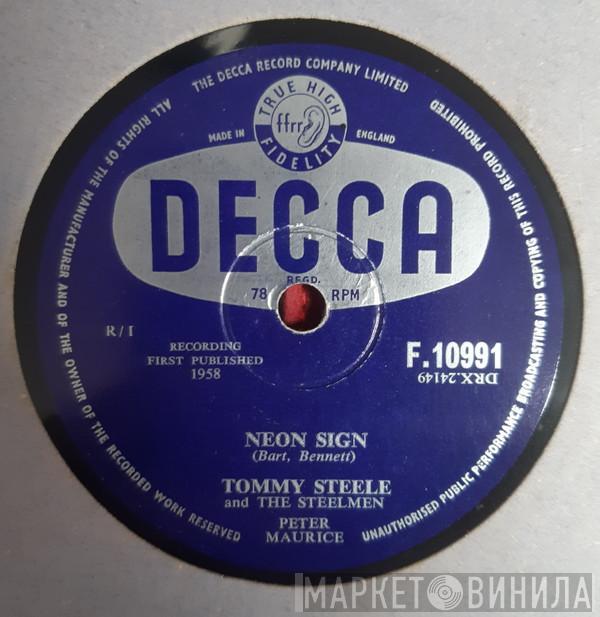 ALL RIGHTS OF THE MANUFACTURER AND OF THE OWNER OF THE RECORDED WORK RESERVED
THE DECCA RECORD COMPANY LIMITED
UNAUTHORISED PUBLIC PERFORMANCE BROADCASTING AND COPYING OF THIS RECORD PROHIBITED
TRUE HIGH
ffrr
FIDELITY
MADE IN ENGLAND
DECCA
REGD.
78 RPM
R/I
RECORDING
FIRST PUBLISHED
1958
F.10991
DRX.24149
NEON SIGN
(Bart, Bennett)
TOMMY STEELE
and THE STEELMEN
PETER
MAURICE
МАРКЕТ ВИНИЛА